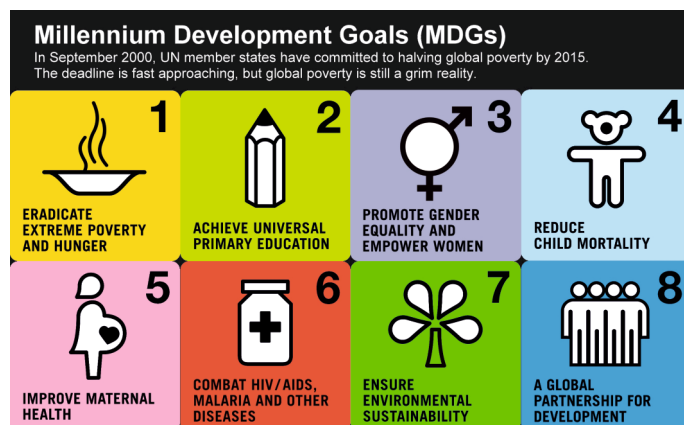 Millennium Development Goals (MDGs)
In September 2000, UN member states have committed to halving global poverty by 2015.
The deadline is fast approaching, but global poverty is still a grim reality.
1
ERADICATE
EXTREME POVERTY
AND HUNGER
2
ACHIEVE UNIVERSAL
PRIMARY EDUCATION
3
PROMOTE GENDER
EQUALITY AND
EMPOWER WOMEN
4
REDUCE
CHILD MORTALITY
5
IMPROVE MATERNAL
HEALTH
6
COMBAT HIV/AIDS,
MALARIA AND OTHER
DISEASES
7
ENSURE
ENVIRONMENTAL
SUSTAINABILITY
8
A GLOBAL
PARTNERSHIP FOR
DEVELOPMENT